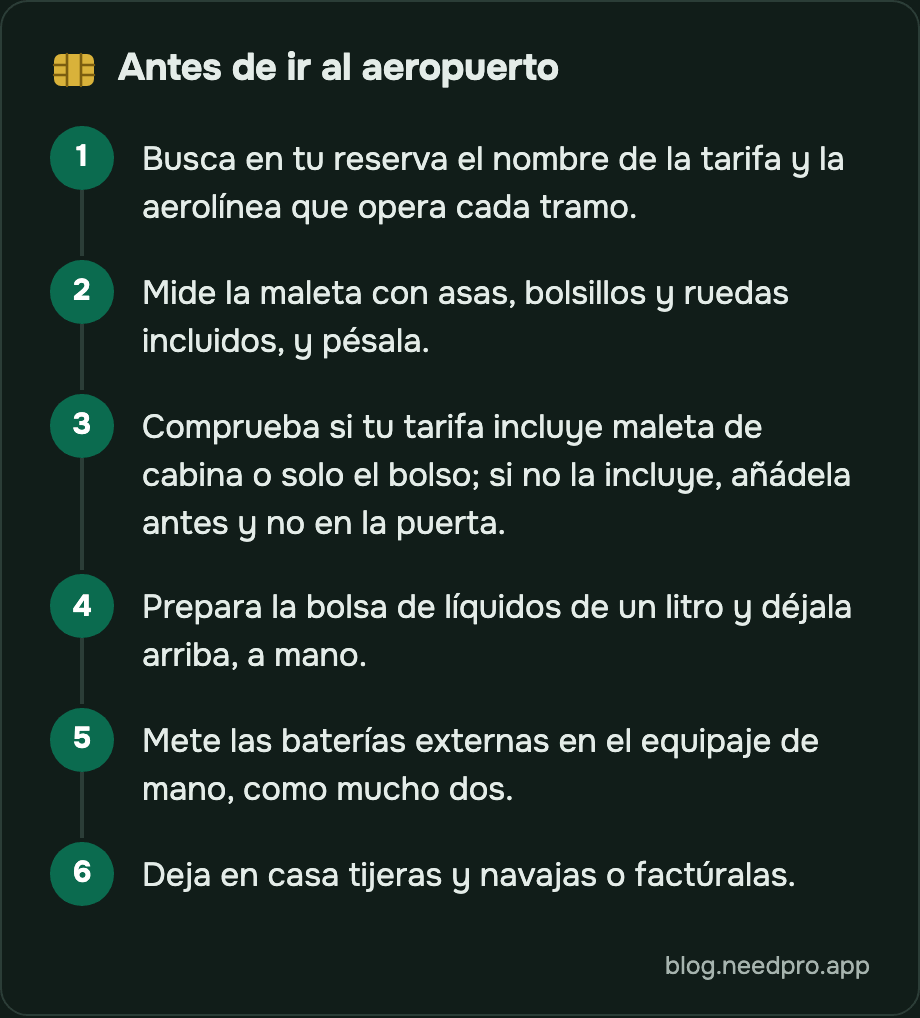 Antes de ir al aeropuerto
1
Busca en tu reserva el nombre de la tarifa y la
aerolínea que opera cada tramo.
2
Mide la maleta con asas, bolsillos y ruedas
incluidos, y pésala.
3
Comprueba si tu tarifa incluye maleta de
cabina o solo el bolso; si no la incluye, añádela
antes y no en la puerta.
4
Prepara la bolsa de líquidos de un litro y déjala
arriba, a mano.
5
Mete las baterías externas en el equipaje de
mano, como mucho dos.
6
Deja en casa tijeras y navajas o factúralas.
blog.needpro.app